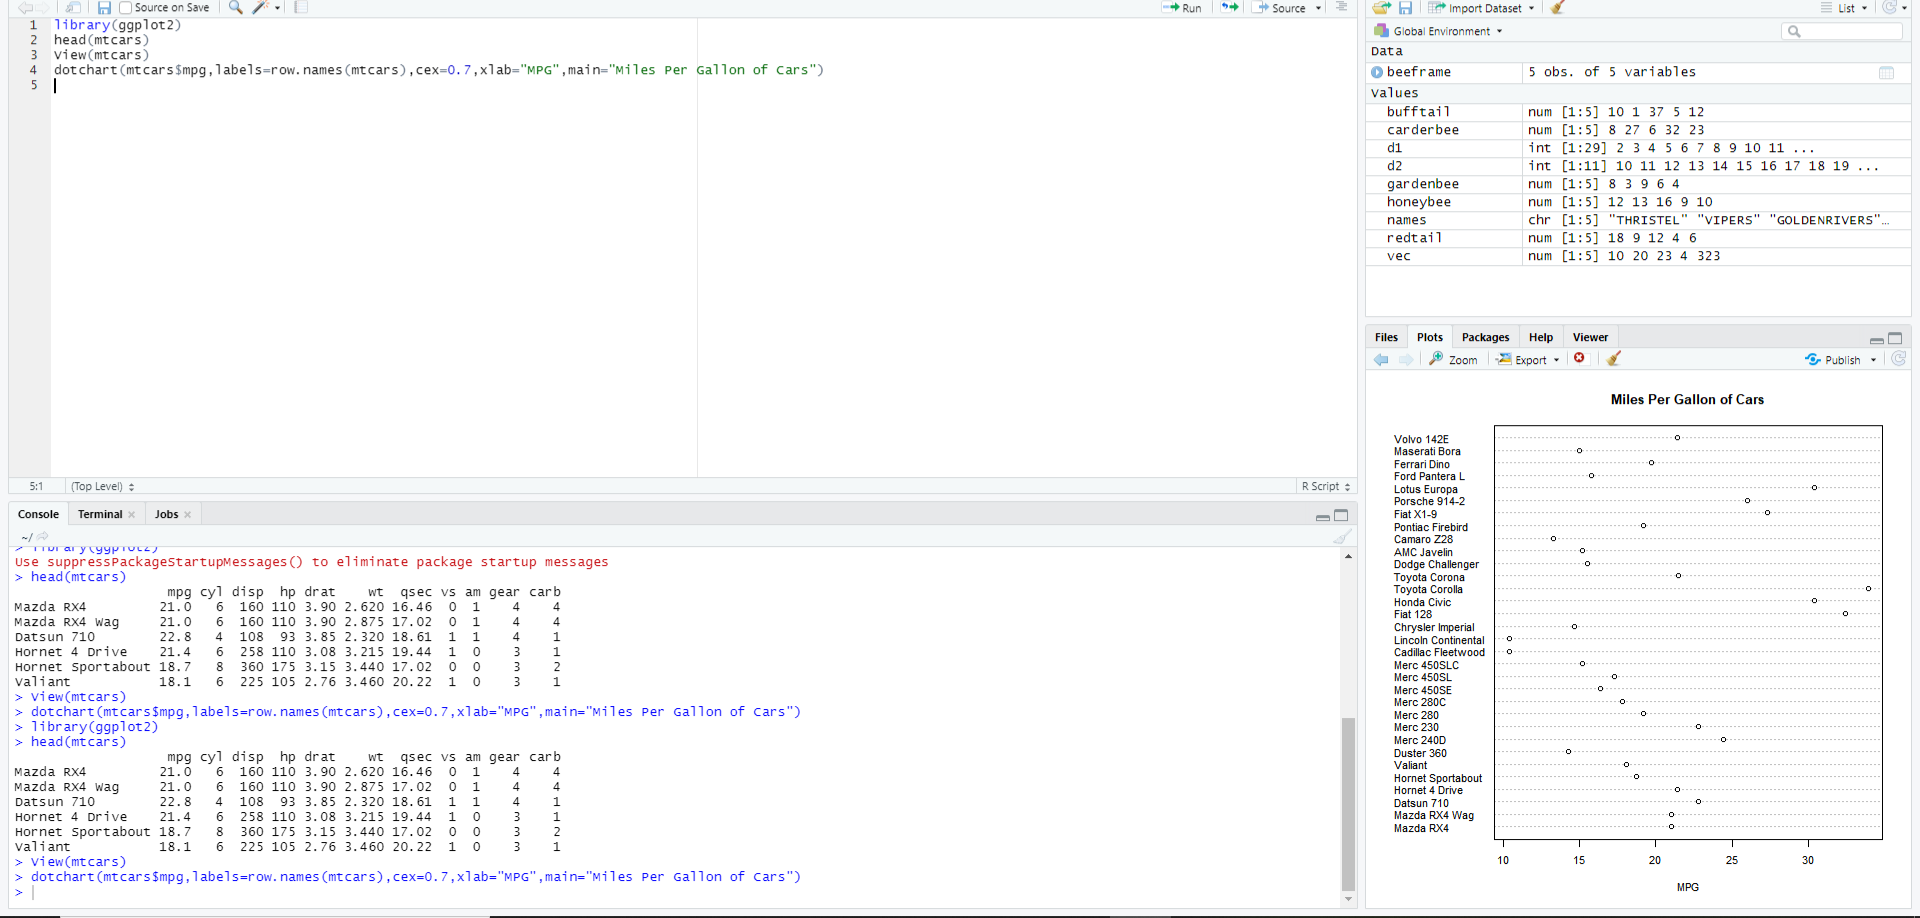 Source on Save
Run
Source
1 library(ggplot2)
2 head(mtcars)
3 View(mtcars)
4 dotchart(mtcars$mpg,labels=row.names(mtcars),cex=0.7,xlab="MPG",main="Miles Per Gallon of Cars")
5
5:1 (Top Level) R Script
Console Terminal Jobs
~/
> library(ggplot2)
Use suppressPackageStartupMessages() to eliminate package startup messages
> head(mtcars)
mpg cyl disp hp drat wt qsec vs am gear carb
Mazda RX4 21.0 6 160 110 3.90 2.620 16.46 0 1 4 4
Mazda RX4 Wag 21.0 6 160 110 3.90 2.875 17.02 0 1 4 4
Datsun 710 22.8 4 108 93 3.85 2.320 18.61 1 1 4 1
Hornet 4 Drive 21.4 6 258 110 3.08 3.215 19.44 1 0 3 1
Hornet Sportabout 18.7 8 360 175 3.15 3.440 17.02 0 0 3 2
Valiant 18.1 6 225 105 2.76 3.460 20.22 1 0 3 1
> View(mtcars)
> dotchart(mtcars$mpg,labels=row.names(mtcars),cex=0.7,xlab="MPG",main="Miles Per Gallon of Cars")
> library(ggplot2)
> head(mtcars)
mpg cyl disp hp drat wt qsec vs am gear carb
Mazda RX4 21.0 6 160 110 3.90 2.620 16.46 0 1 4 4
Mazda RX4 Wag 21.0 6 160 110 3.90 2.875 17.02 0 1 4 4
Datsun 710 22.8 4 108 93 3.85 2.320 18.61 1 1 4 1
Hornet 4 Drive 21.4 6 258 110 3.08 3.215 19.44 1 0 3 1
Hornet Sportabout 18.7 8 360 175 3.15 3.440 17.02 0 0 3 2
Valiant 18.1 6 225 105 2.76 3.460 20.22 1 0 3 1
> View(mtcars)
> dotchart(mtcars$mpg,labels=row.names(mtcars),cex=0.7,xlab="MPG",main="Miles Per Gallon of Cars")
>
Import Dataset List
Global Environment
Data
beeframe 5 obs. of 5 variables
Values
bufftail num [1:5] 10 1 37 5 12
carderbee num [1:5] 8 27 6 32 23
d1 int [1:29] 2 3 4 5 6 7 8 9 10 11 ...
d2 int [1:11] 10 11 12 13 14 15 16 17 18 19 ...
gardenbee num [1:5] 8 3 9 6 4
honeybee num [1:5] 12 13 16 9 10
names chr [1:5] "THRISTEL" "VIPERS" "GOLDENRIVERS"…
redtail num [1:5] 18 9 12 4 6
vec num [1:5] 10 20 23 4 323
Files Plots Packages Help Viewer
Zoom Export Publish
Miles Per Gallon of Cars
Volvo 142E
Maserati Bora
Ferrari Dino
Ford Pantera L
Lotus Europa
Porsche 914-2
Fiat X1-9
Pontiac Firebird
Camaro Z28
AMC Javelin
Dodge Challenger
Toyota Corona
Toyota Corolla
Honda Civic
Fiat 128
Chrysler Imperial
Lincoln Continental
Cadillac Fleetwood
Merc 450SLC
Merc 450SL
Merc 450SE
Merc 280C
Merc 280
Merc 230
Merc 240D
Duster 360
Valiant
Hornet Sportabout
Hornet 4 Drive
Datsun 710
Mazda RX4 Wag
Mazda RX4
10 15 20 25 30
MPG